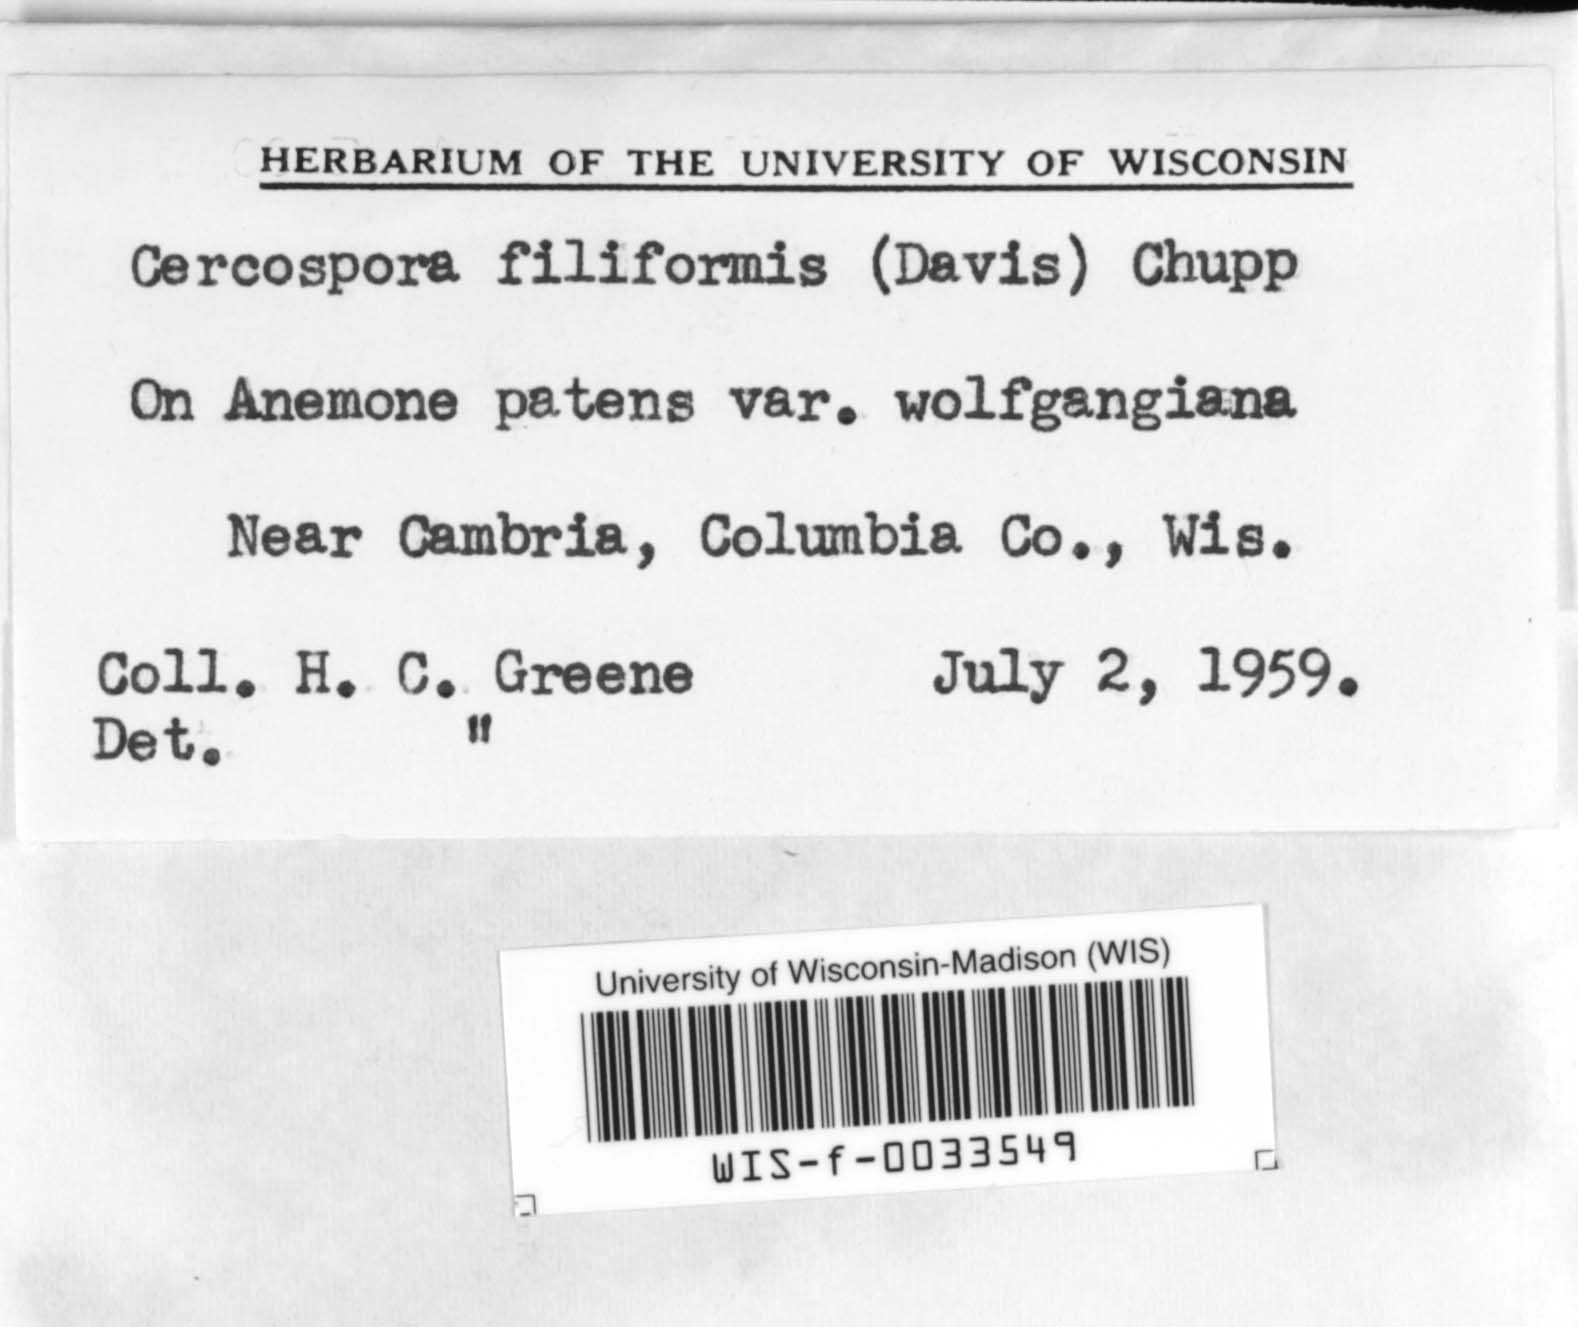 HERBARIUM OF THE UNIVERSITY OF WISCONSIN
Cercospora filiformis (Davis) Chupp
On Anemone patens var. wolfgangiana
Near Cambria, Columbia Co., Wis.
Coll. H. C. Greene July 2, 1959.
Det. "
University of Wisconsin-Madison (WIS)
WIS-f-0033549